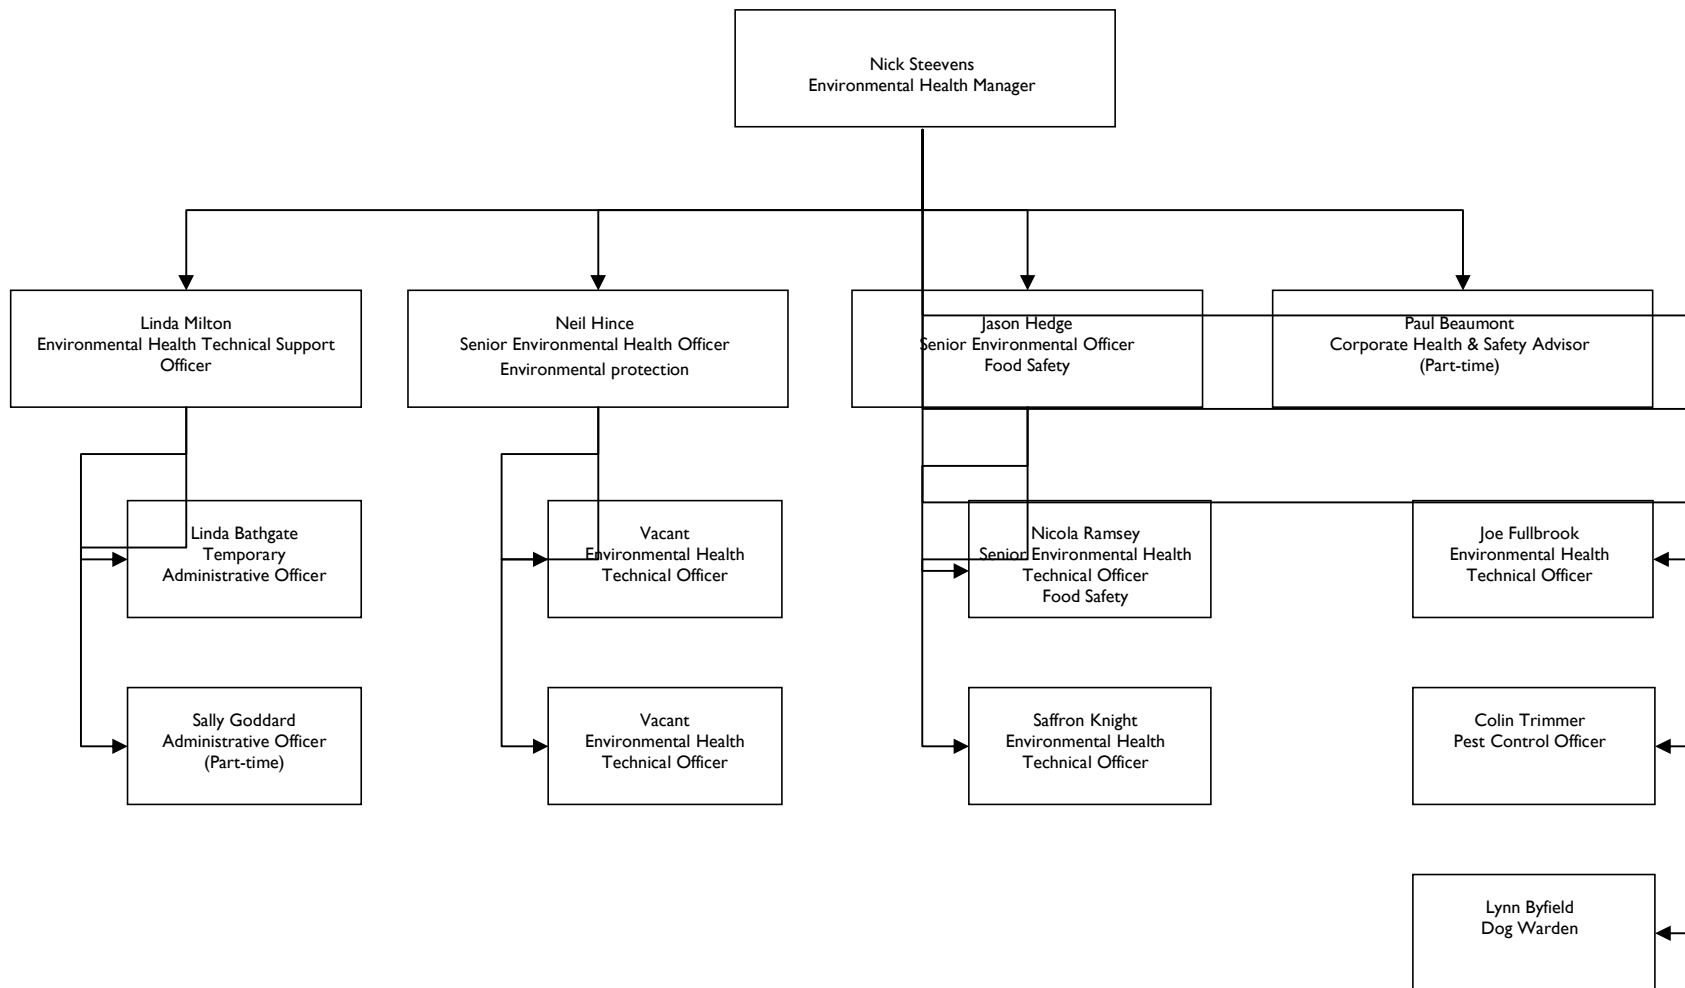 Nick Steevens
Environmental Health Manager
Linda Milton
Environmental Health Technical Support
Officer
Neil Hince
Senior Environmental Health Officer
Environmental protection
Jason Hedge
Senior Environmental Officer
Food Safety
Paul Beaumont
Corporate Health & Safety Advisor
(Part-time)
Linda Bathgate
Temporary
Administrative Officer
Vacant
Environmental Health
Technical Officer
Nicola Ramsey
Senior Environmental Health
Technical Officer
Food Safety
Joe Fullbrook
Environmental Health
Technical Officer
Sally Goddard
Administrative Officer
(Part-time)
Vacant
Environmental Health
Technical Officer
Saffron Knight
Environmental Health
Technical Officer
Colin Trimmer
Pest Control Officer
Lynn Byfield
Dog Warden